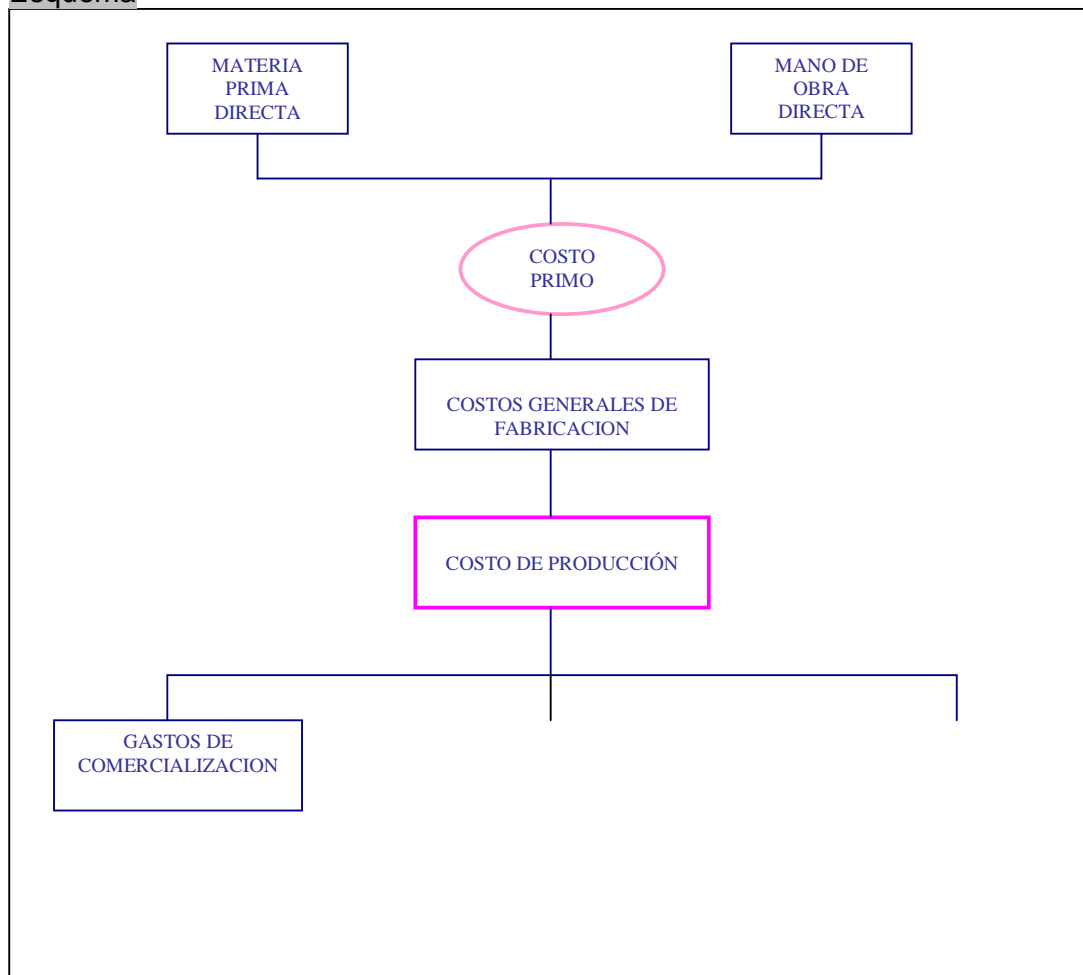 Esquema
MATERIA
PRIMA
DIRECTA
MANO DE
OBRA
DIRECTA
COSTO
PRIMO
COSTOS GENERALES DE
FABRICACION
COSTO DE PRODUCCIÓN
GASTOS DE
COMERCIALIZACION